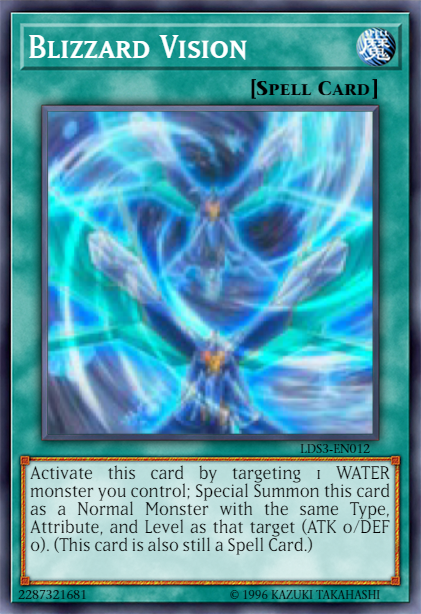 Blizzard Vision
魔
[Spell Card]
LDS3-EN012
Activate this card by targeting 1 WATER
monster you control; Special Summon this card
as a Normal Monster with the same Type,
Attribute, and Level as that target (ATK 0/DEF
0). (This card is also still a Spell Card.)
2287321681
© 1996 KAZUKI TAKAHASHI